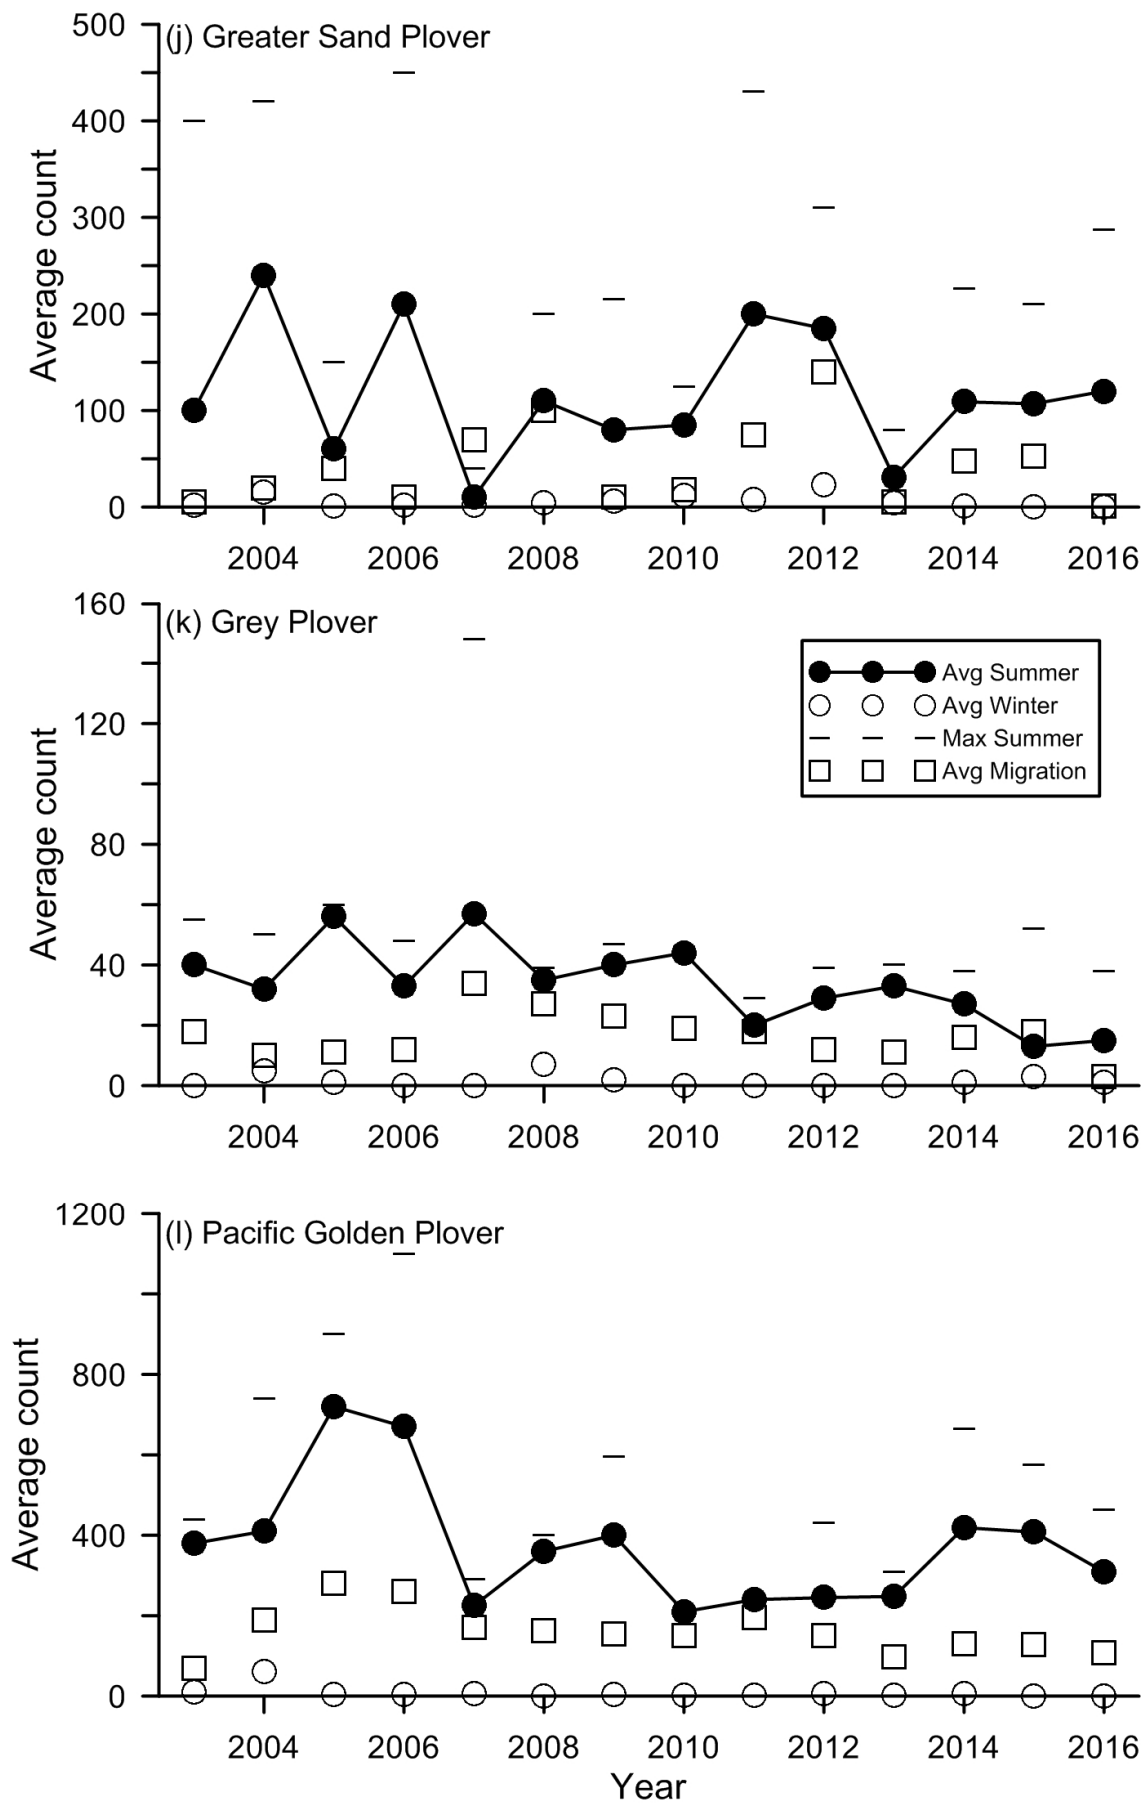 500
(j) Greater Sand Plover
400
300
200
100
0
Average count
2004 2006 2008 2010 2012 2014 2016
160
(k) Grey Plover
120
80
40
0
Average count
Avg Summer
Avg Winter
Max Summer
Avg Migration
2004 2006 2008 2010 2012 2014 2016
1200
(l) Pacific Golden Plover
800
400
0
Average count
2004 2006 2008 2010 2012 2014 2016
Year